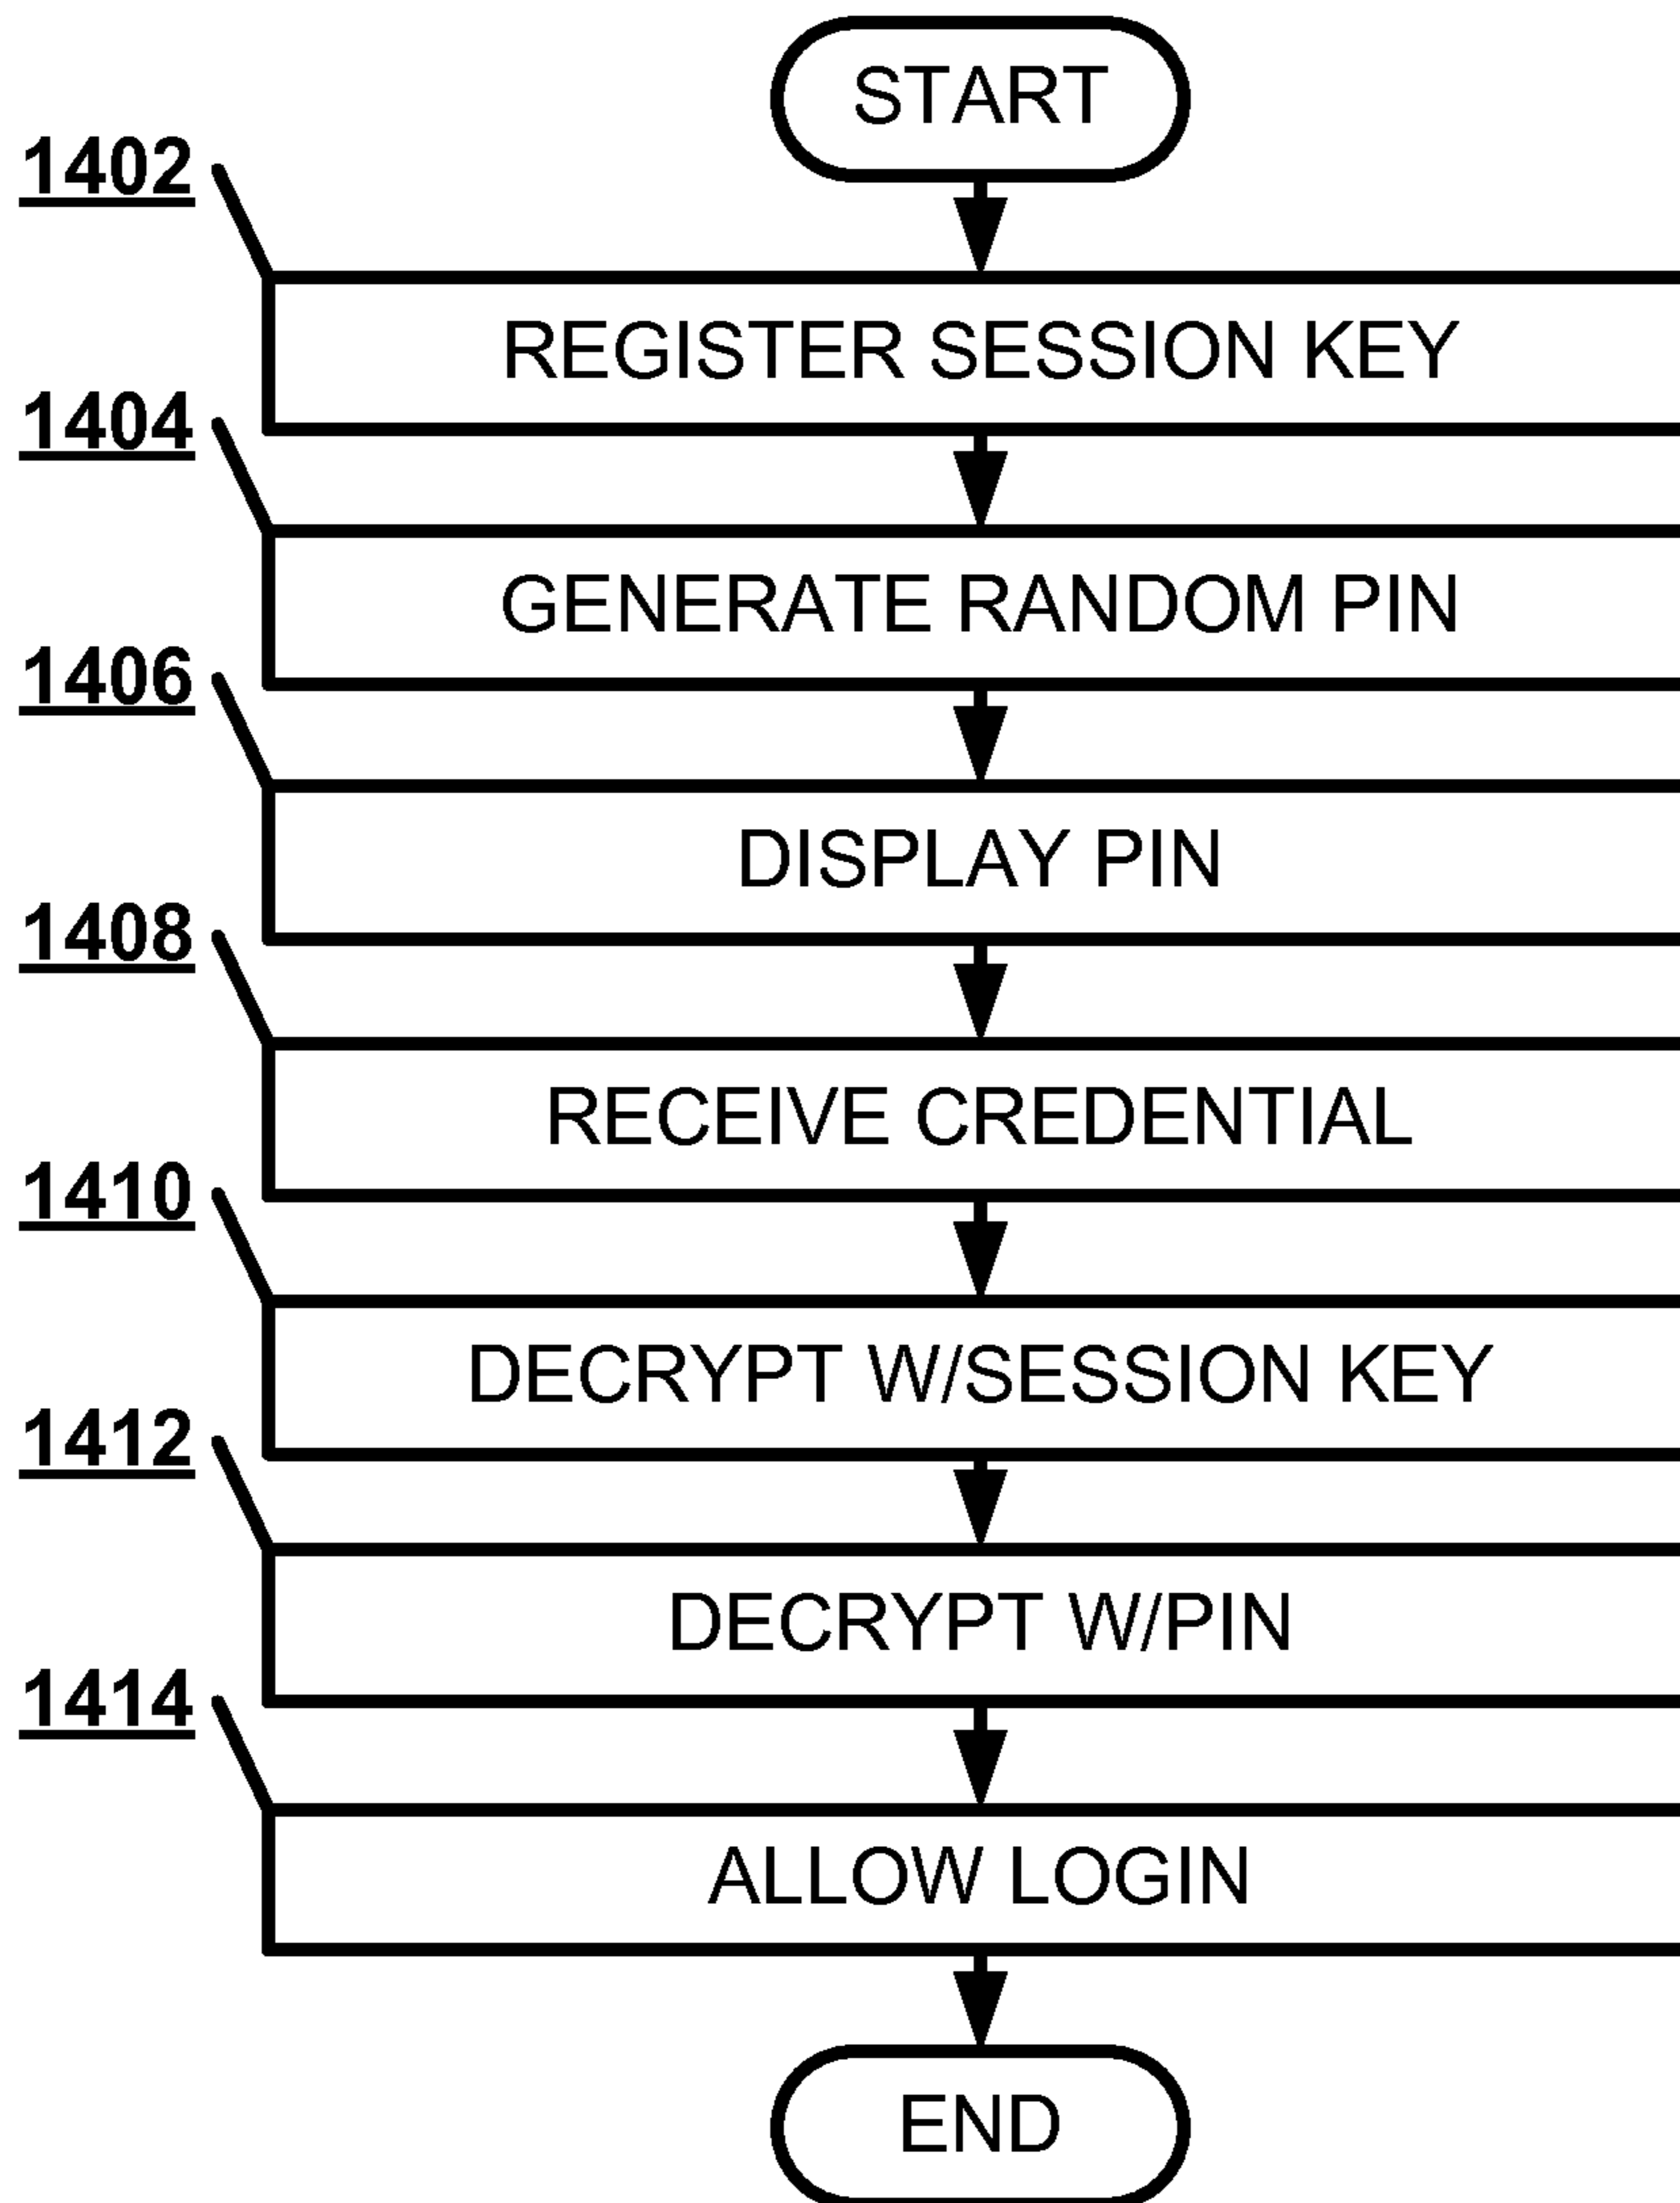 START
1402
REGISTER SESSION KEY
1404
GENERATE RANDOM PIN
1406
DISPLAY PIN
1408
RECEIVE CREDENTIAL
1410
DECRYPT W/SESSION KEY
1412
DECRYPT W/PIN
1414
ALLOW LOGIN
END